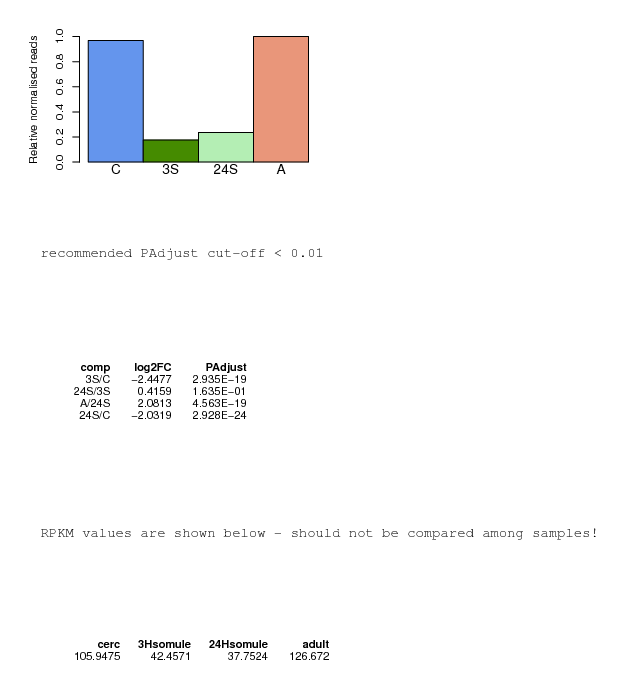 Relative normalised reads
1.0
0.8
0.6
0.4
0.2
0.0
C 3S 24S A
recommended PAdjust cut-off < 0.01
comp log2FC PAdjust
3S/C −2.4477 2.935E−19
24S/3S 0.4159 1.635E−01
A/24S 2.0813 4.563E−19
24S/C −2.0319 2.928E−24
RPKM values are shown below - should not be compared among samples!
cerc 3Hsomule 24Hsomule adult
105.9475 42.4571 37.7524 126.672